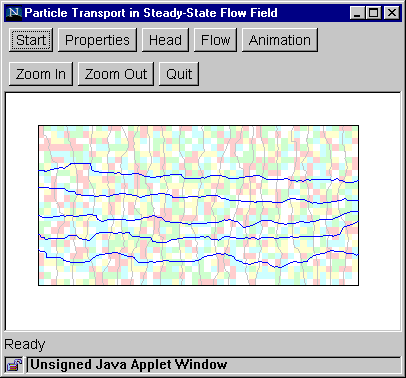 Particle Transport in Steady-State Flow Field
Start Properties Head Flow Animation
Zoom In Zoom Out Quit
Ready
Unsigned Java Applet Window